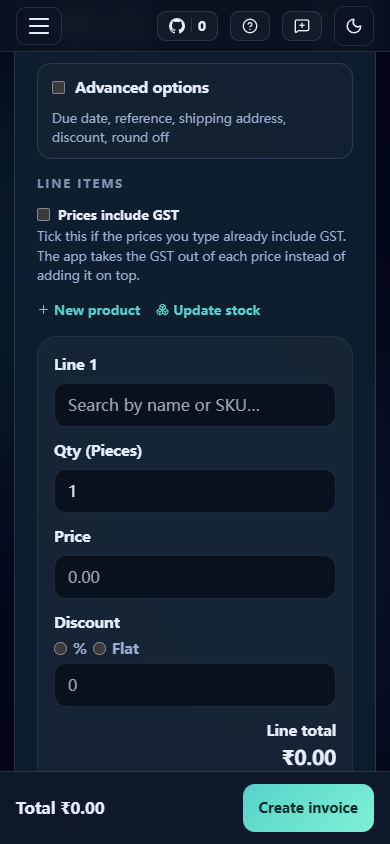 0
Advanced options
Due date, reference, shipping address,
discount, round off
LINE ITEMS
Prices include GST
Tick this if the prices you type already include GST.
The app takes the GST out of each price instead of
adding it on top.
+ New product Update stock
Line 1
Search by name or SKU...
Qty (Pieces)
1
Price
0.00
Discount
% Flat
0
Line total
₹0.00
Total ₹0.00 Create invoice